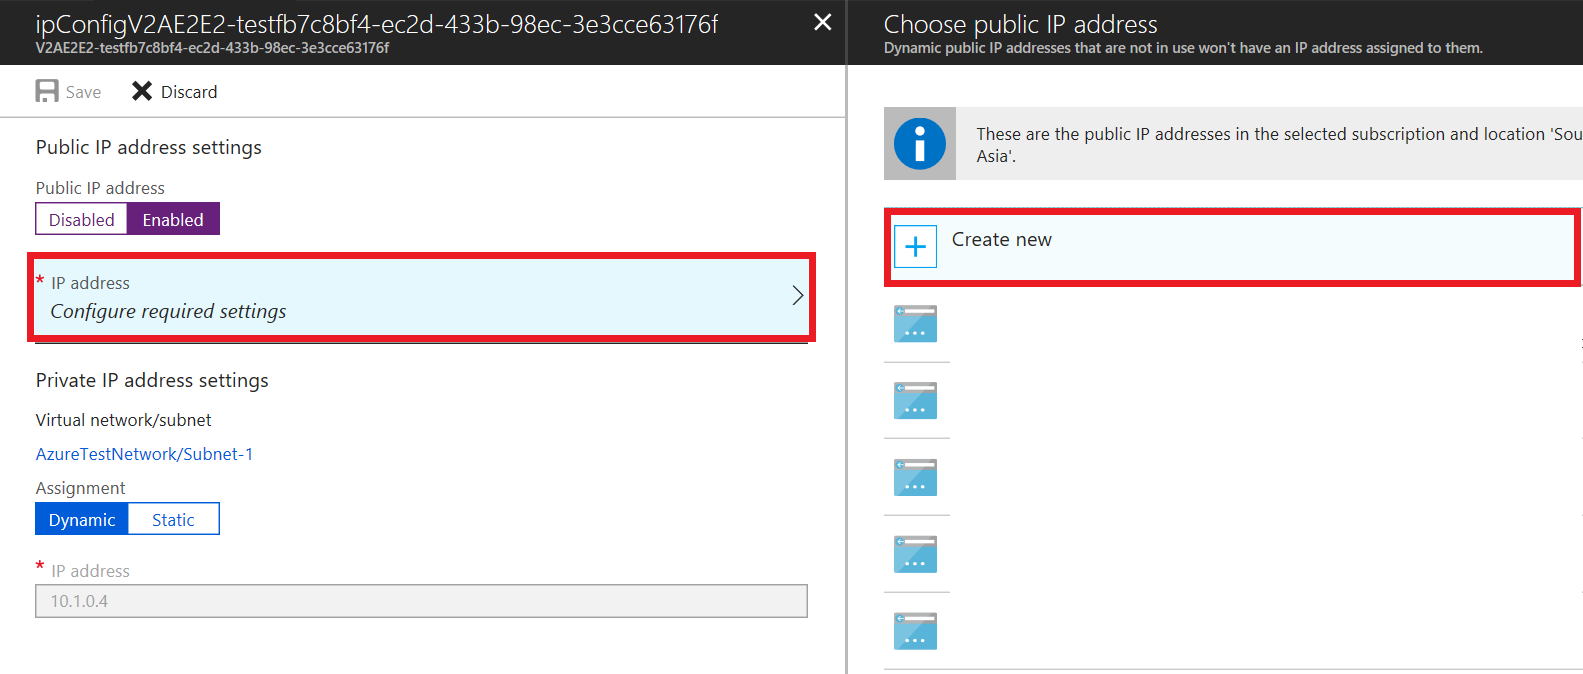 ipConfigV2AE2E2-testfb7c8bf4-ec2d-433b-98ec-3e3cce63176f
V2AE2E2-testfb7c8bf4-ec2d-433b-98ec-3e3cce63176f
Save Discard
Public IP address settings
Public IP address
Disabled Enabled
* IP address
Configure required settings
Private IP address settings
Virtual network/subnet
AzureTestNetwork/Subnet-1
Assignment
Dynamic Static
* IP address
10.1.0.4
Choose public IP address
Dynamic public IP addresses that are not in use won't have an IP address assigned to them.
These are the public IP addresses in the selected subscription and location 'Sou
Asia'.
Create new